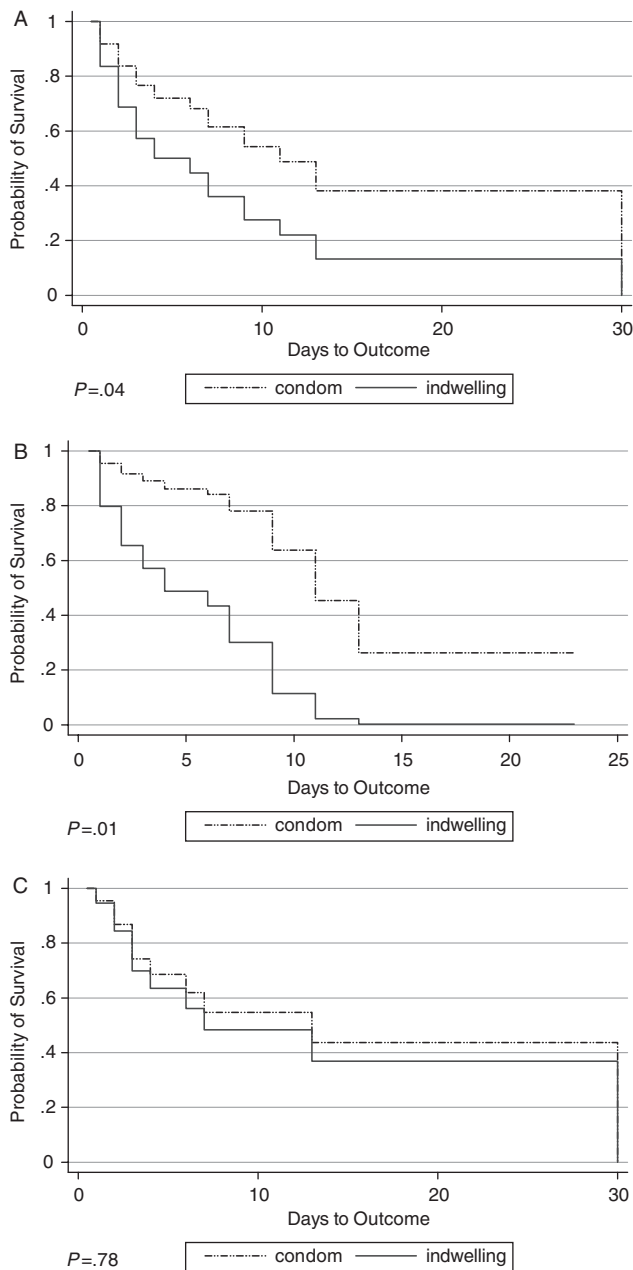 A
Probability of Survival
1
.8
.6
.4
.2
0
0 10 20 30
Days to Outcome
P=.04
condom indwelling
B
Probability of Survival
1
.8
.6
.4
.2
0
0 5 10 15 20 25
Days to Outcome
P=.01
condom indwelling
C
Probability of Survival
1
.8
.6
.4
.2
0
0 10 20 30
Days to Outcome
P=.78
condom indwelling